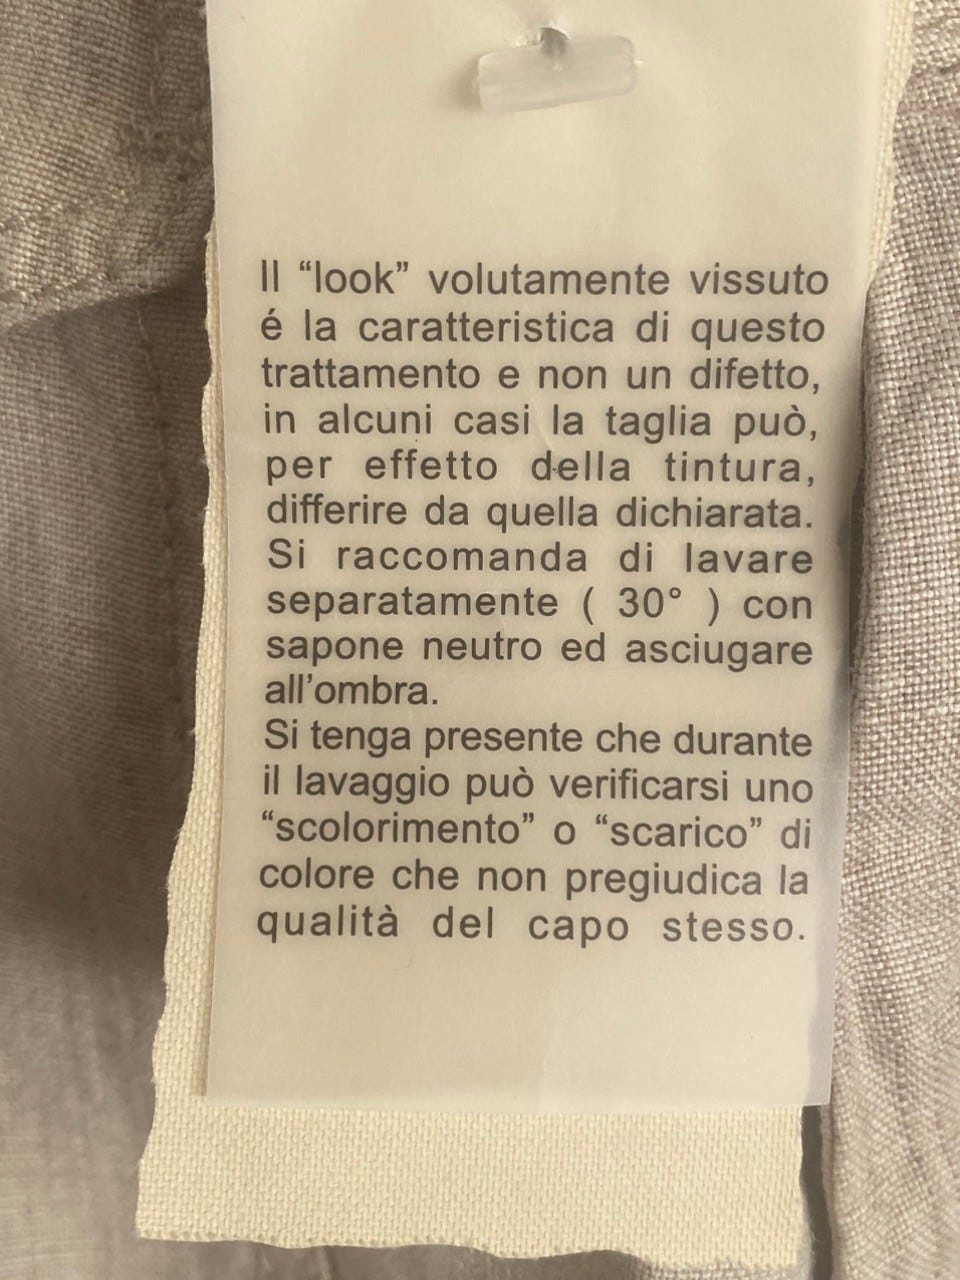 Il “look” volutamente vissuto
é la caratteristica di questo
trattamento e non un difetto,
in alcuni casi la taglia può,
per effetto della tintura,
differire da quella dichiarata.
Si raccomanda di lavare
separatamente ( 30° ) con
sapone neutro ed asciugare
all’ombra.
Si tenga presente che durante
il lavaggio può verificarsi uno
“scolorimento” o “scarico” di
colore che non pregiudica la
qualità del capo stesso.